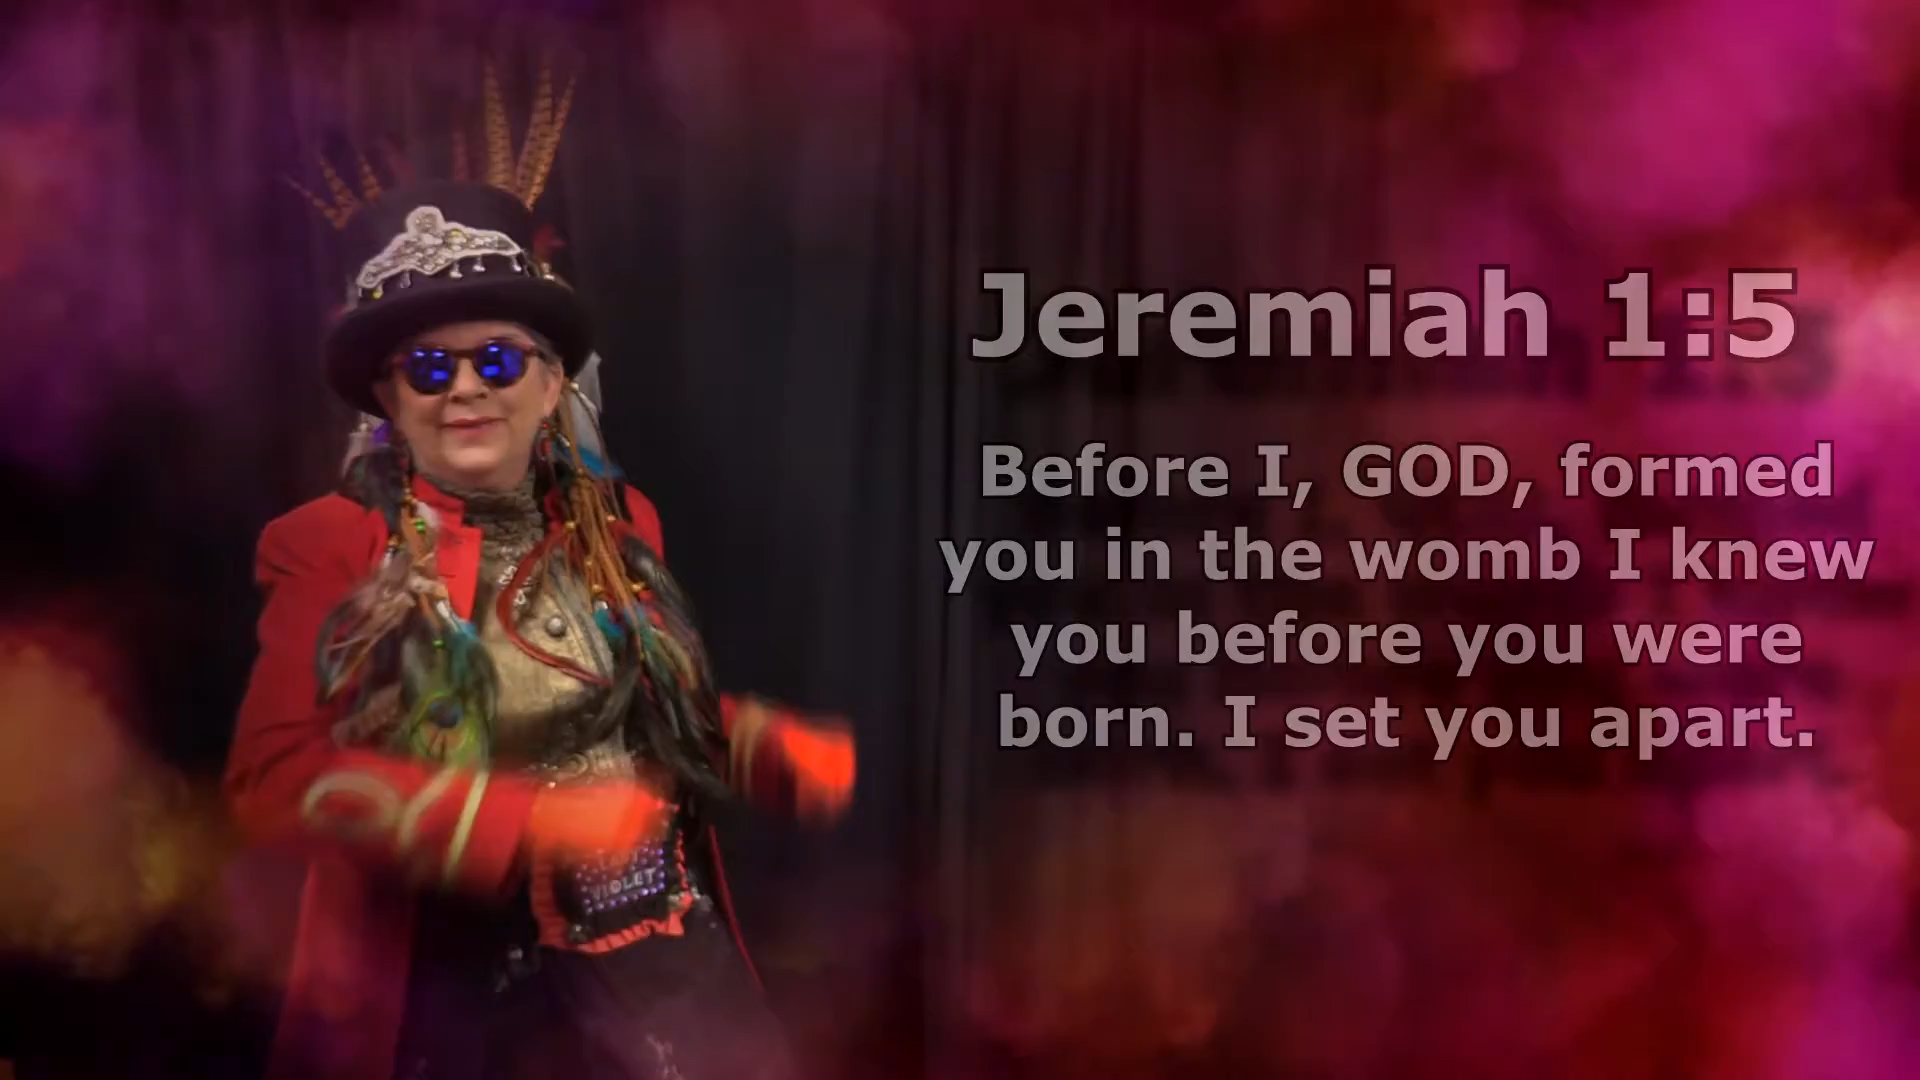 Jeremiah 1:5
Before I, GOD, formed
you in the womb I knew
you before you were
born. I set you apart.
VIOLET